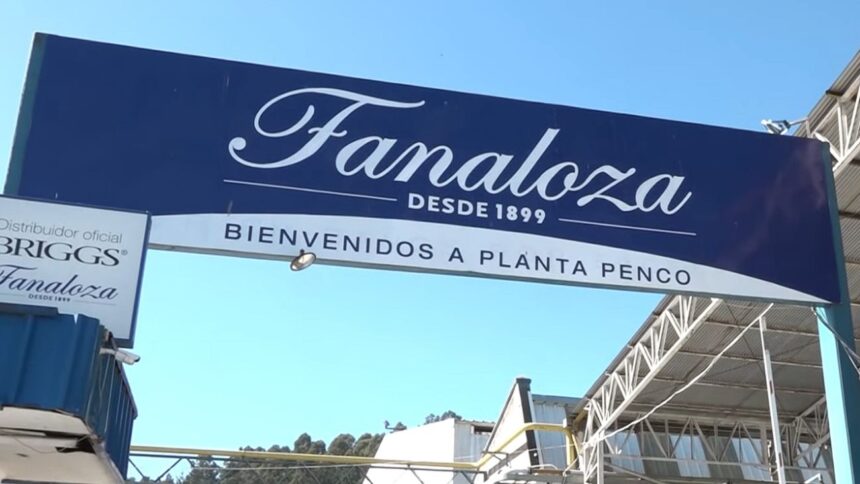 Fanaloza
DESDE 1899
BIENVENIDOS A PLANTA PENCO
Distribuidor oficial
BRIGGS®
Fanaloza
DESDE 1899